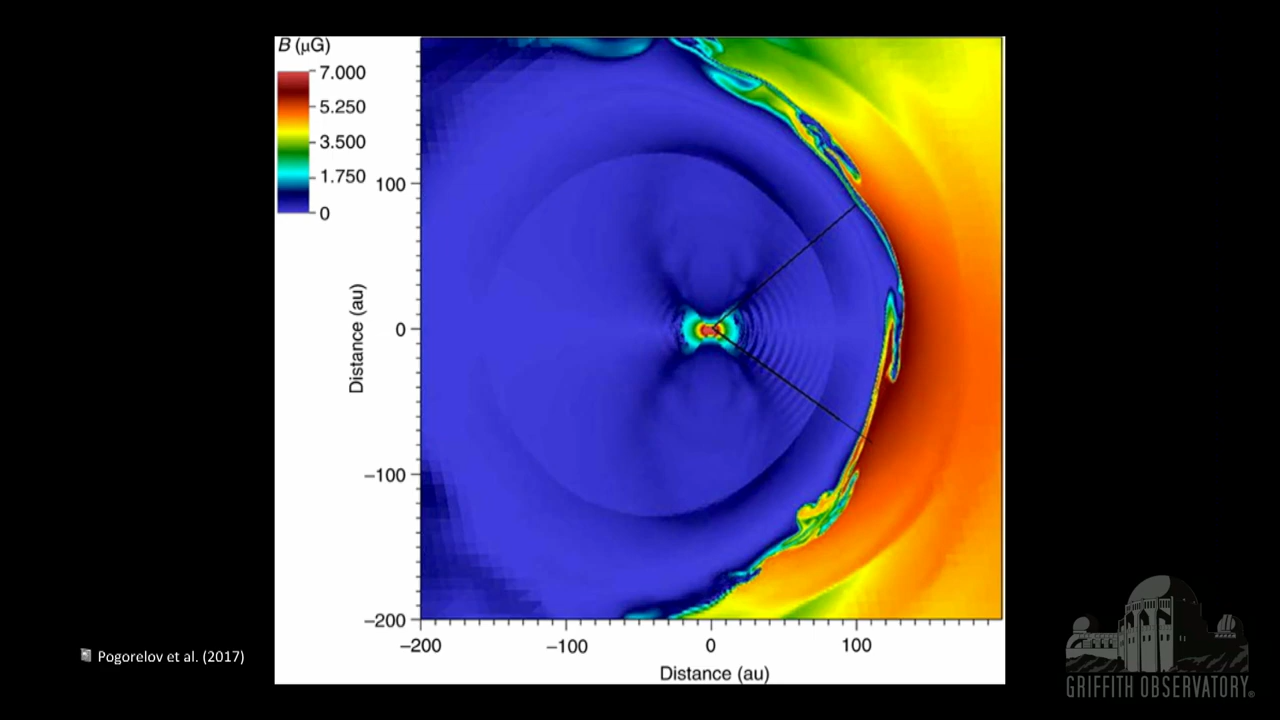 B (μG)
7.000
5.250
3.500
1.750
0
100
0
–100
–200
Distance (au)
–200
–100
0
100
Distance (au)
Pogorelov et al. (2017)
GRIFFITH OBSERVATORY®